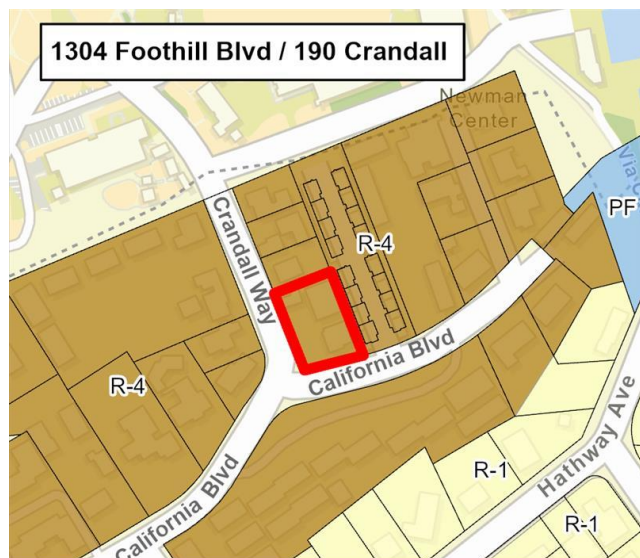 1304 Foothill Blvd / 190 Crandall
Newman
Center
PF
R-4
Crandall Way
California Blvd
R-4
Hathway Ave
R-1
R-1
California Blvd